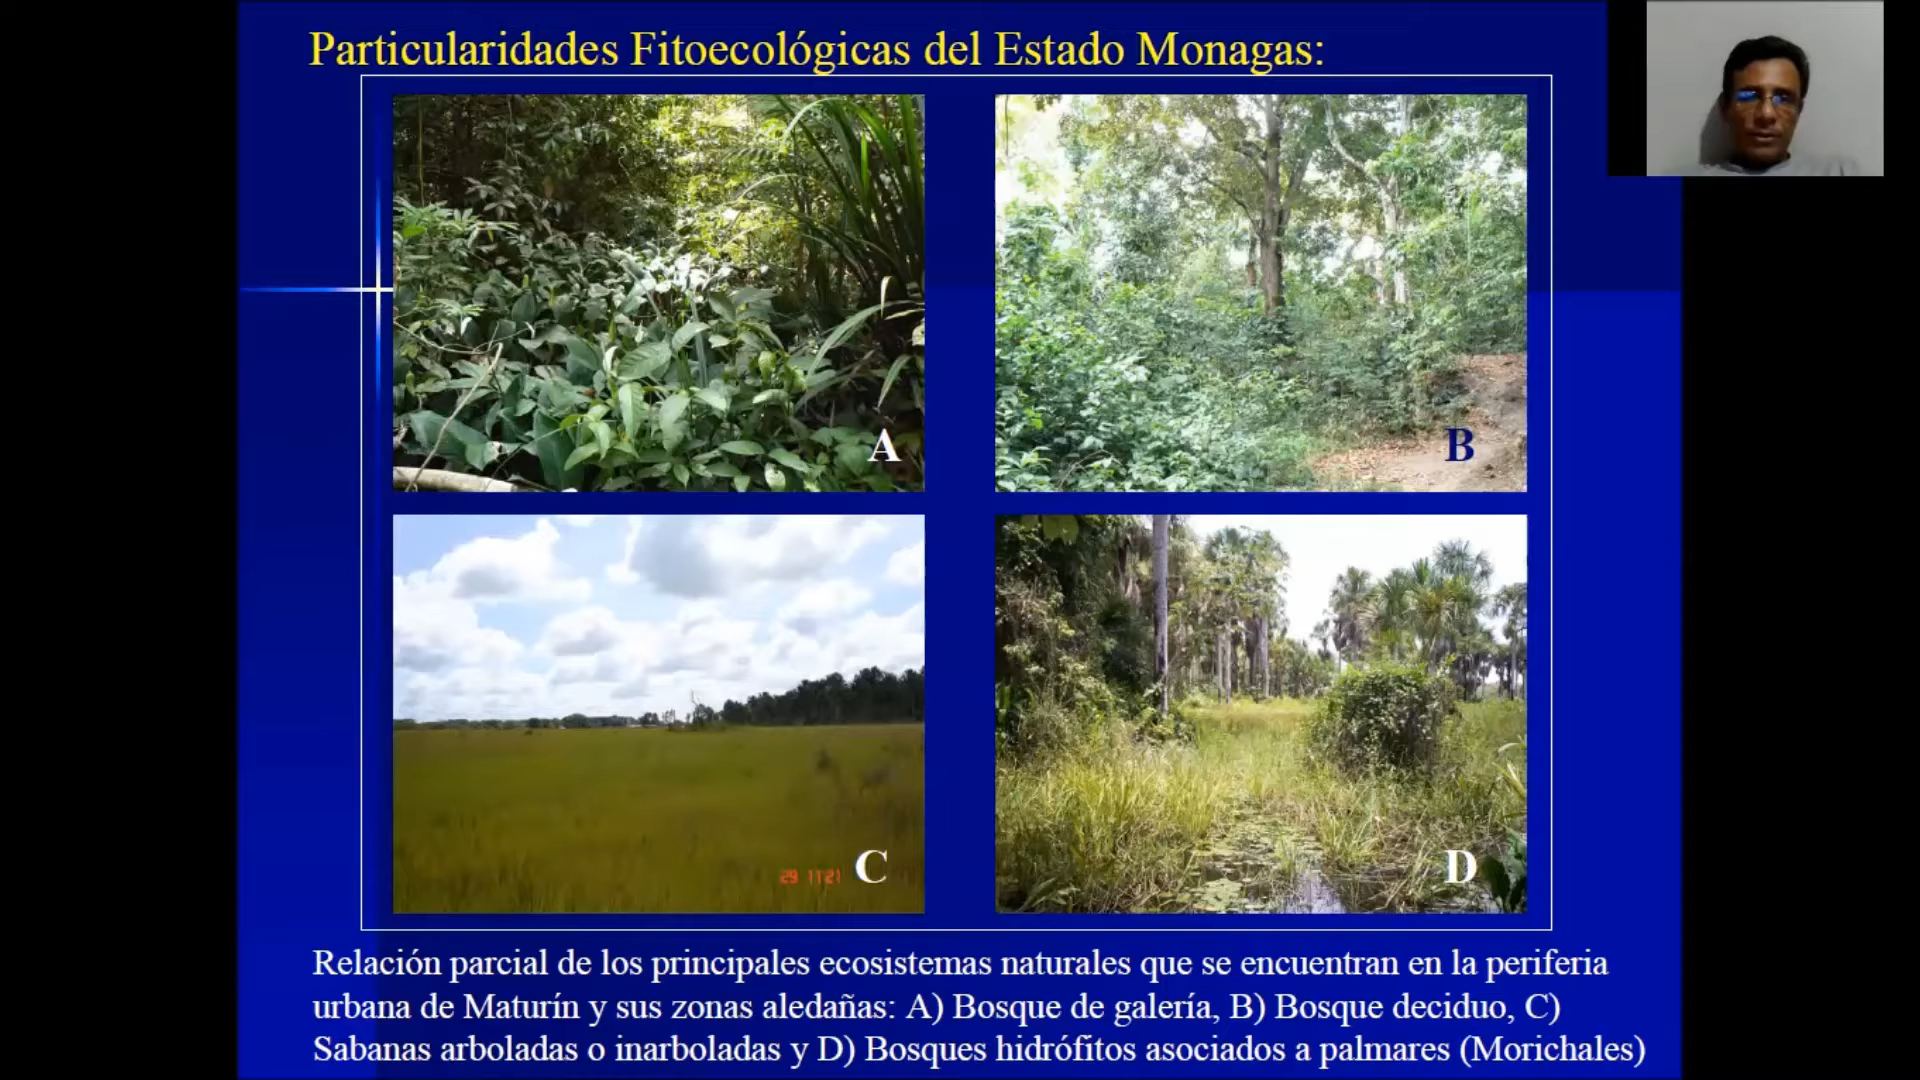 Particularidades Fitoecológicas del Estado Monagas:
A
B
29 11 21 C
D
Relación parcial de los principales ecosistemas naturales que se encuentran en la periferia
urbana de Maturín y sus zonas aledañas: A) Bosque de galería, B) Bosque deciduo, C)
Sabanas arboladas o inarboladas y D) Bosques hidrófitos asociados a palmares (Morichales)